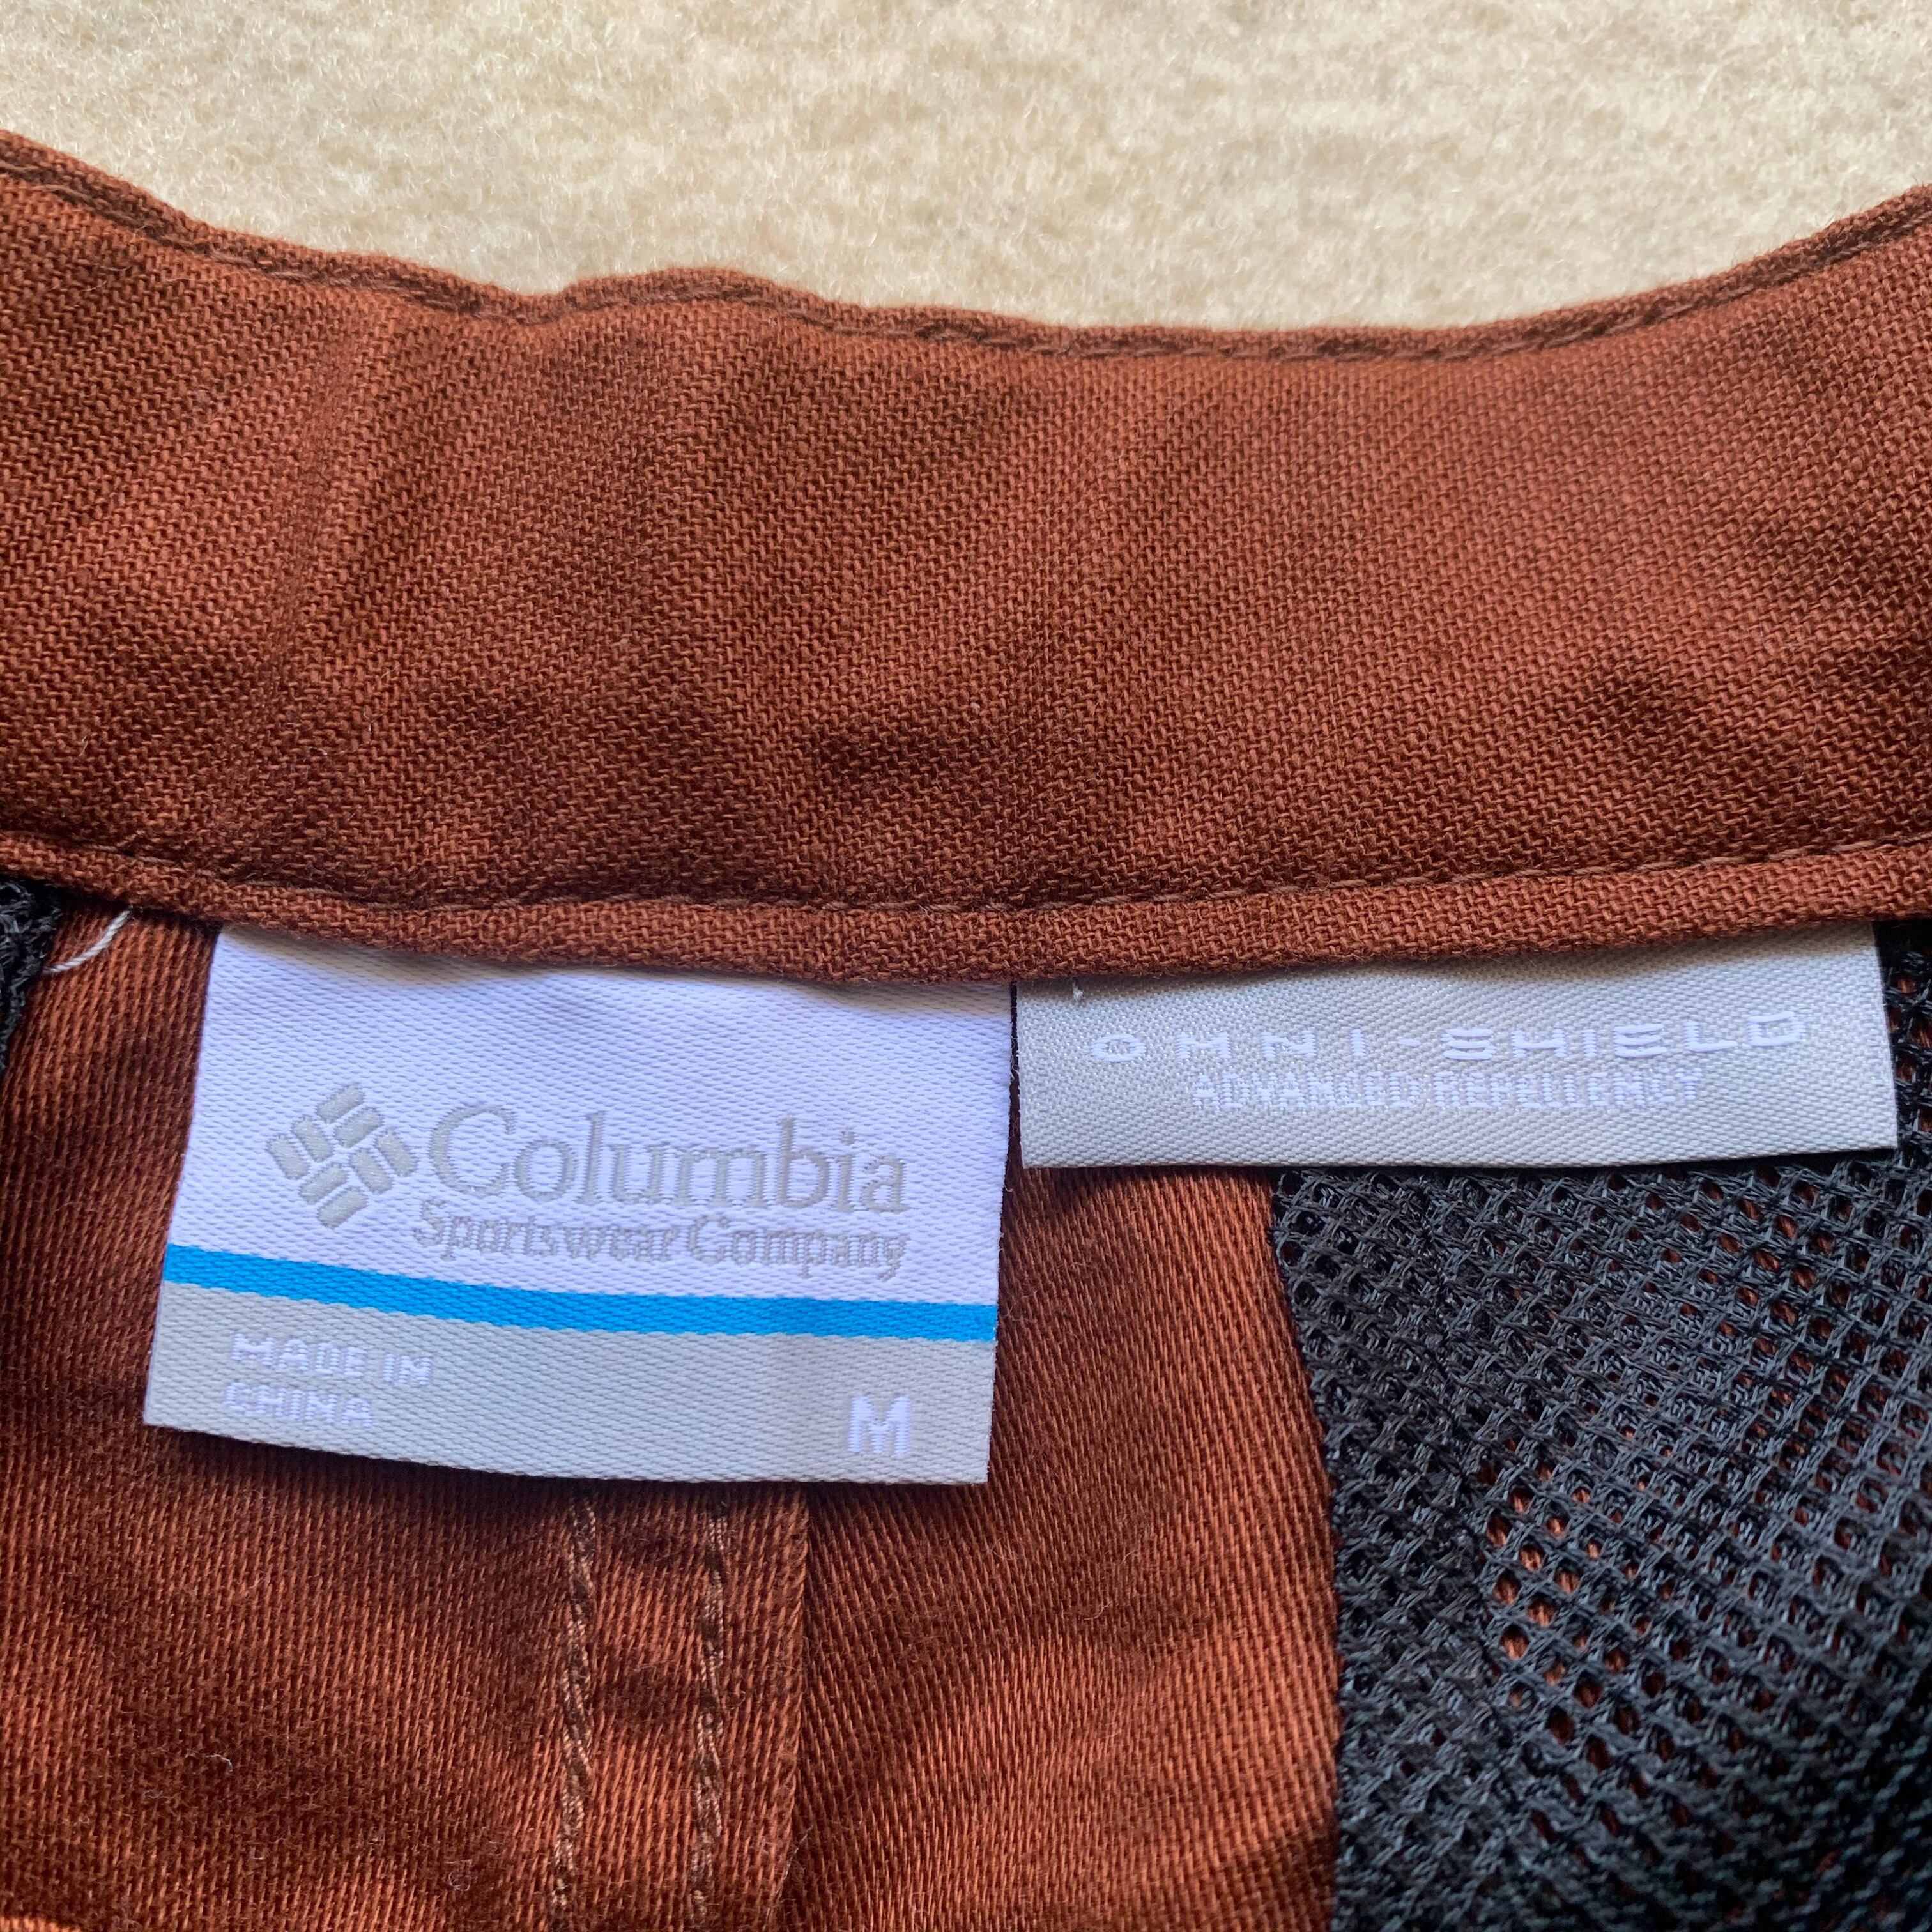 Columbia
Sportswear Company
MADE IN
CHINA
M
OMNI-SHIELD
ADVANCED REPELLENCY